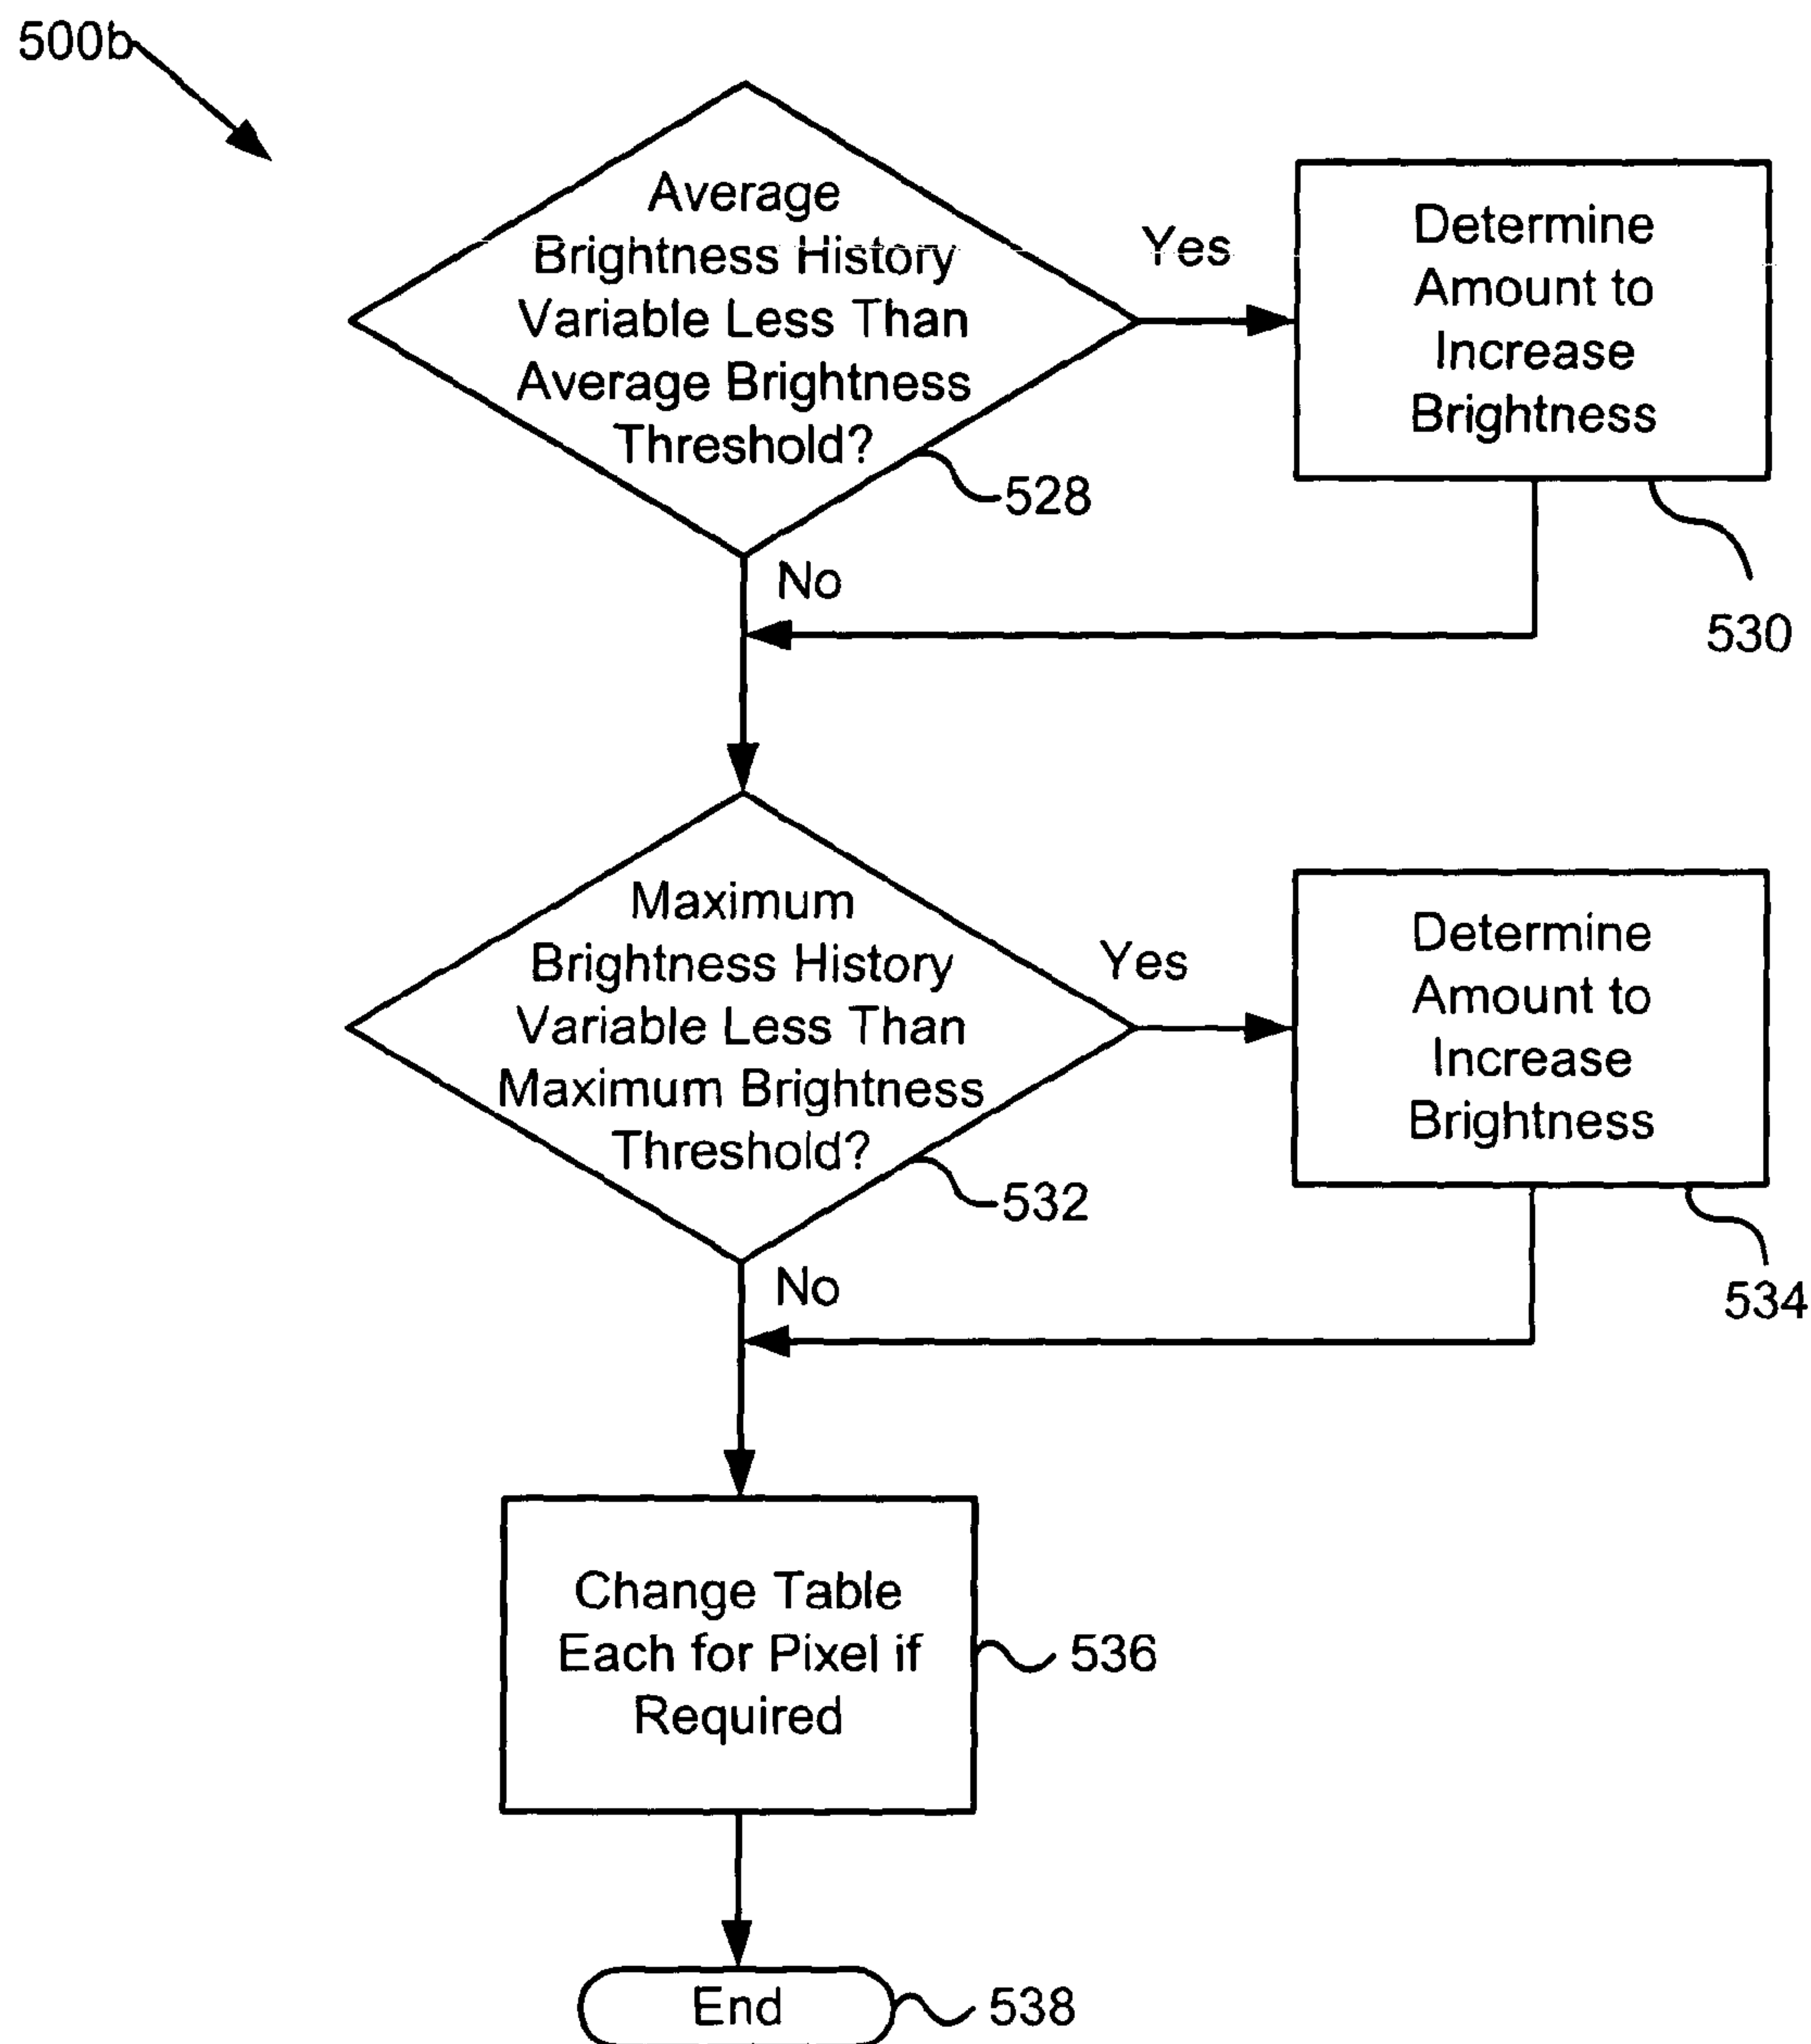 500b
Average
Brightness History
Variable Less Than
Average Brightness
Threshold?
528
Yes
Determine
Amount to
Increase
Brightness
530
No
Maximum
Brightness History
Variable Less Than
Maximum Brightness
Threshold?
532
Yes
Determine
Amount to
Increase
Brightness
534
No
Change Table
Each for Pixel if
Required
536
End
538